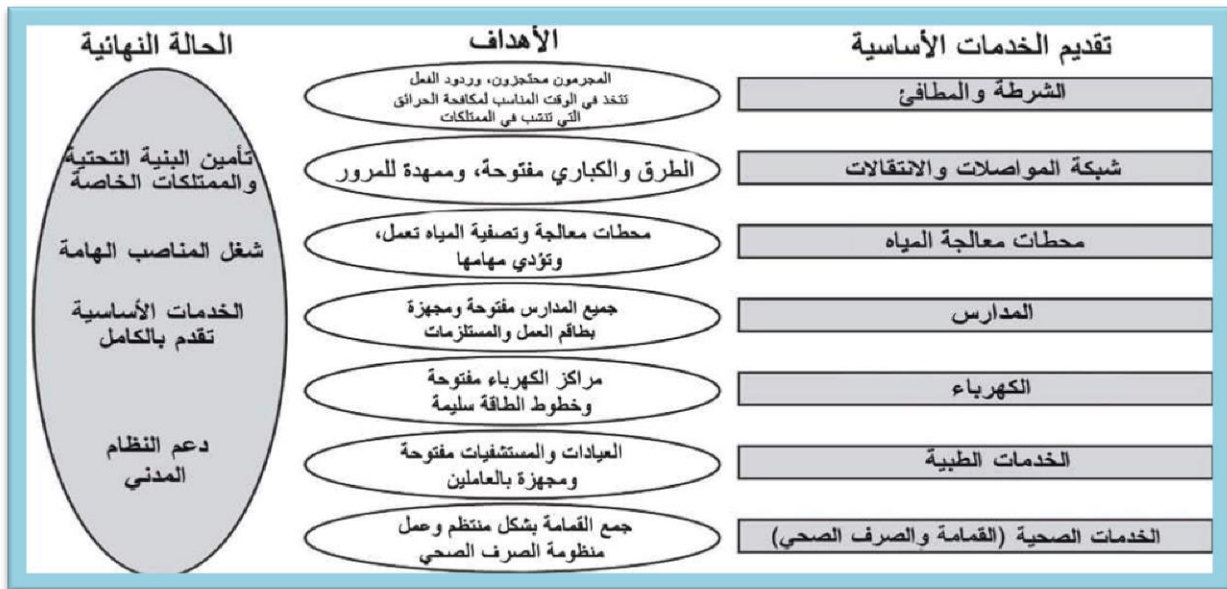 تقديم الخدمات الأساسية
الأهداف
الحالة النهائية
الشرطة والمطافئ
المجرمون محتجزون، وردود الفعل
تتخذ في الوقت المناسب لمكافحة الحرائق
التي تنشب في الممتلكات
شبكة المواصلات والانتقالات
الطرق والكباري مفتوحة، وممهدة للمرور
تأمين البنية التحتية
والممتلكات الخاصة
محطات معالجة المياه
محطات معالجة وتصفية المياه تعمل،
وتؤدي مهامها
شغل المناصب الهامة
المدارس
جميع المدارس مفتوحة ومجهزة
بطاقم العمل والمستلزمات
الخدمات الأساسية
تقدم بالكامل
الكهرباء
مراكز الكهرباء مفتوحة
وخطوط الطاقة سليمة
الخدمات الطبية
العيادات والمستشفيات مفتوحة
ومجهزة بالعاملين
دعم النظام
المدني
الخدمات الصحية (القمامة والصرف الصحي)
جمع القمامة بشكل منتظم وعمل
منظومة الصرف الصحي